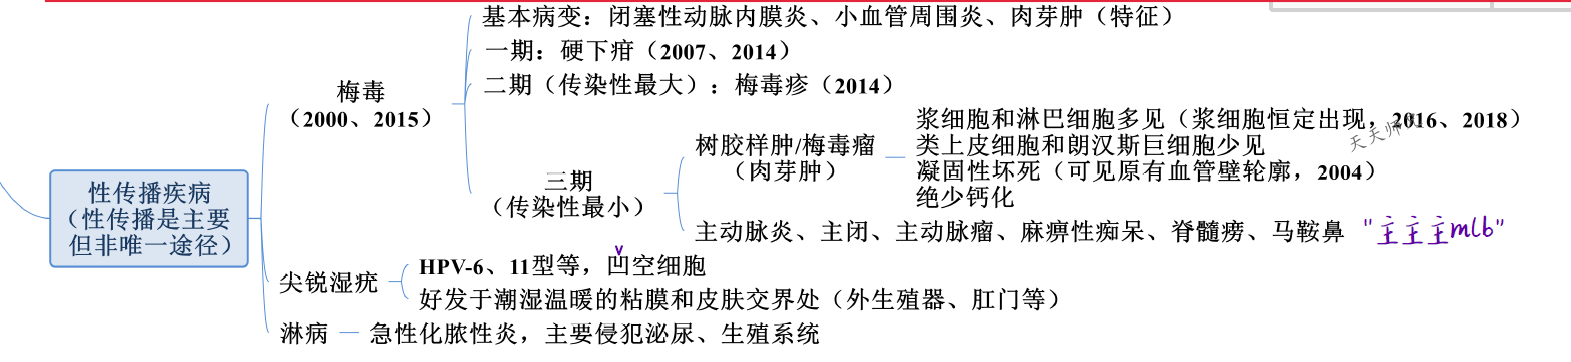 基本病变：闭塞性动脉内膜炎、小血管周围炎、肉芽肿（特征）
一期：硬下疳（2007、2014）
二期（传染性最大）：梅毒疹（2014）
梅毒
（2000、2015）
浆细胞和淋巴细胞多见（浆细胞恒定出现，2016、2018）
树胶样肿/梅毒瘤
（肉芽肿）
类上皮细胞和朗汉斯巨细胞少见
凝固性坏死（可见原有血管壁轮廓，2004）
绝少钙化
三期
（传染性最小）
主动脉炎、主闭、主动脉瘤、麻痹性痴呆、脊髓痨、马鞍鼻 "主主主mlb"
性传播疾病
（性传播是主要
但非唯一途径）
尖锐湿疣
HPV-6、11型等，凹空细胞
好发于潮湿温暖的粘膜和皮肤交界处（外生殖器、肛门等）
淋病
急性化脓性炎，主要侵犯泌尿、生殖系统